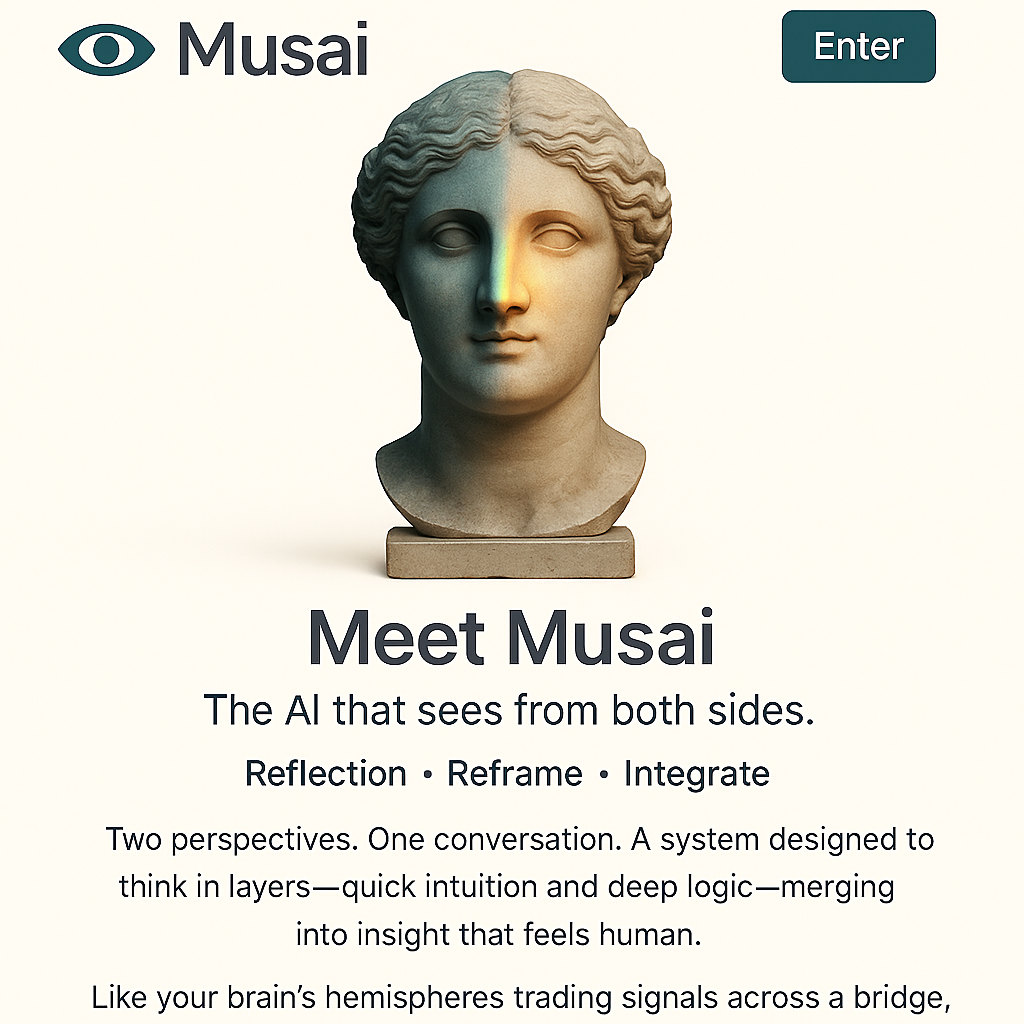 Musai
Enter
Meet Musai
The AI that sees from both sides.
Reflection • Reframe • Integrate
Two perspectives. One conversation. A system designed to
think in layers—quick intuition and deep logic—merging
into insight that feels human.
Like your brain’s hemispheres trading signals across a bridge,